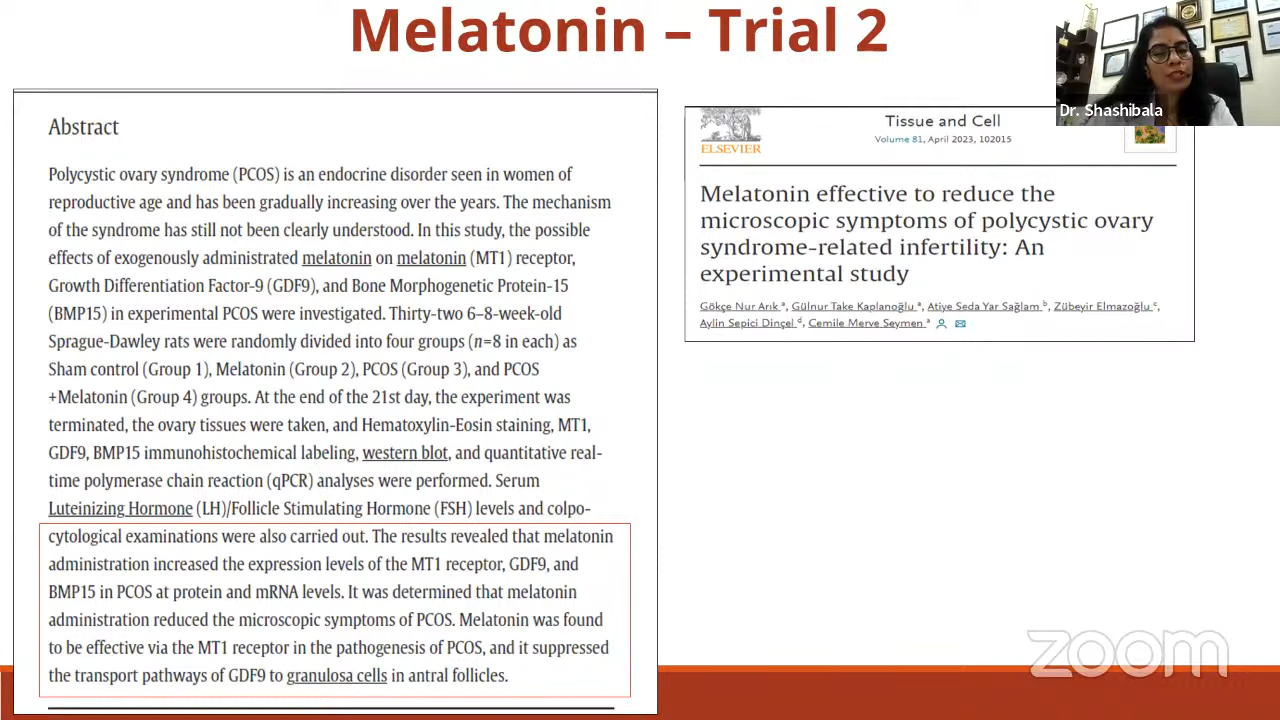 Melatonin – Trial 2
Dr. Shashibala
Abstract
Polycystic ovary syndrome (PCOS) is an endocrine disorder seen in women of
reproductive age and has been gradually increasing over the years. The mechanism
of the syndrome has still not been clearly understood. In this study, the possible
effects of exogenously administrated melatonin on melatonin (MT1) receptor,
Growth Differentiation Factor-9 (GDF9), and Bone Morphogenetic Protein-15
(BMP15) in experimental PCOS were investigated. Thirty-two 6–8-week-old
Sprague-Dawley rats were randomly divided into four groups (n=8 in each) as
Sham control (Group 1), Melatonin (Group 2), PCOS (Group 3), and PCOS
+Melatonin (Group 4) groups. At the end of the 21st day, the experiment was
terminated, the ovary tissues were taken, and Hematoxylin-Eosin staining, MT1,
GDF9, BMP15 immunohistochemical labeling, western blot, and quantitative real-
time polymerase chain reaction (qPCR) analyses were performed. Serum
Luteinizing Hormone (LH)/Follicle Stimulating Hormone (FSH) levels and colpo-
cytological examinations were also carried out. The results revealed that melatonin
administration increased the expression levels of the MT1 receptor, GDF9, and
BMP15 in PCOS at protein and mRNA levels. It was determined that melatonin
administration reduced the microscopic symptoms of PCOS. Melatonin was found
to be effective via the MT1 receptor in the pathogenesis of PCOS, and it suppressed
the transport pathways of GDF9 to granulosa cells in antral follicles.
ELSEVIER
Tissue and Cell
Volume 81, April 2023, 102015
Melatonin effective to reduce the
microscopic symptoms of polycystic ovary
syndrome-related infertility: An
experimental study
Gökçe Nur Arık a, Gülnur Take Kaplanoğlu a, Atiye Seda Yar Sağlam b, Zübeyir Elmazoğlu c,
Aylin Sepici Dinçel d, Cemile Merve Seymen a
zoom